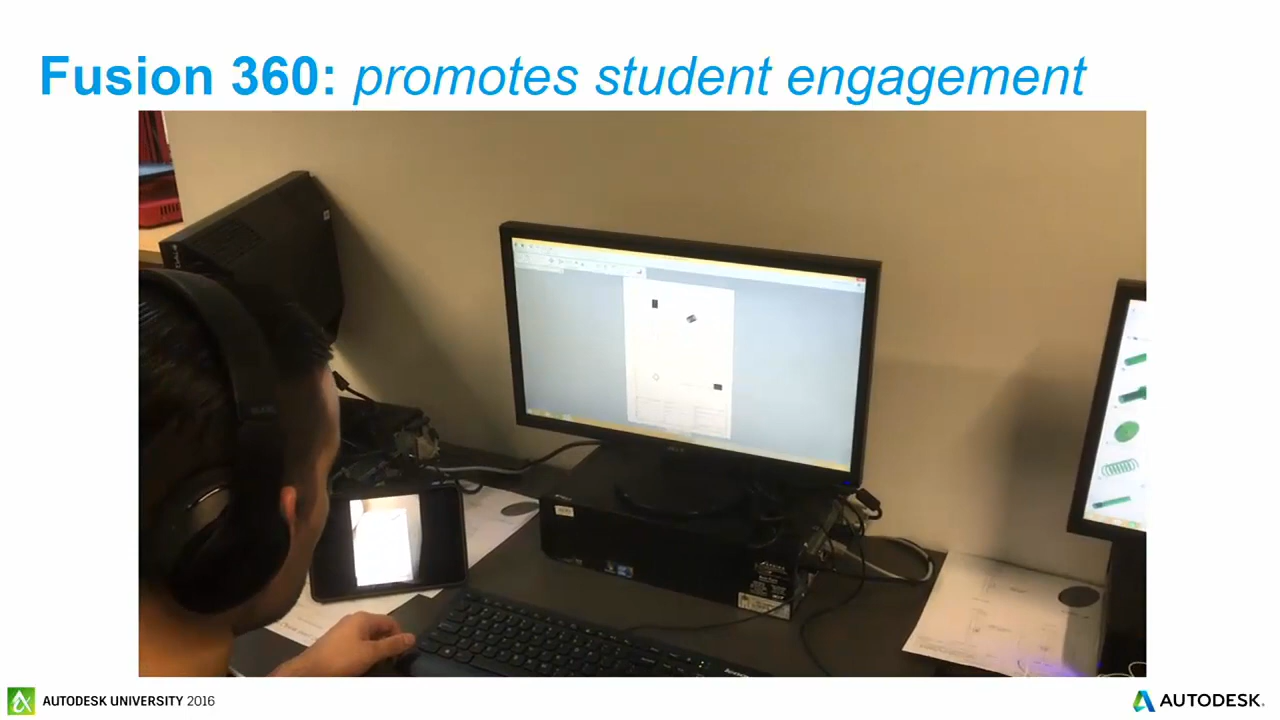 Fusion 360: promotes student engagement
AUTODESK UNIVERSITY 2016
AUTODESK.